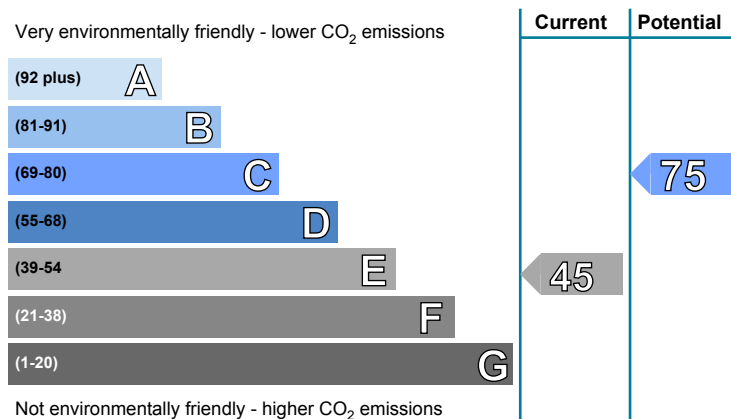 Current Potential
Very environmentally friendly - lower CO₂ emissions
(92 plus) A
(81-91) B
(69-80) C 75
(55-68) D
(39-54 E 45
(21-38) F
(1-20) G
Not environmentally friendly - higher CO₂ emissions